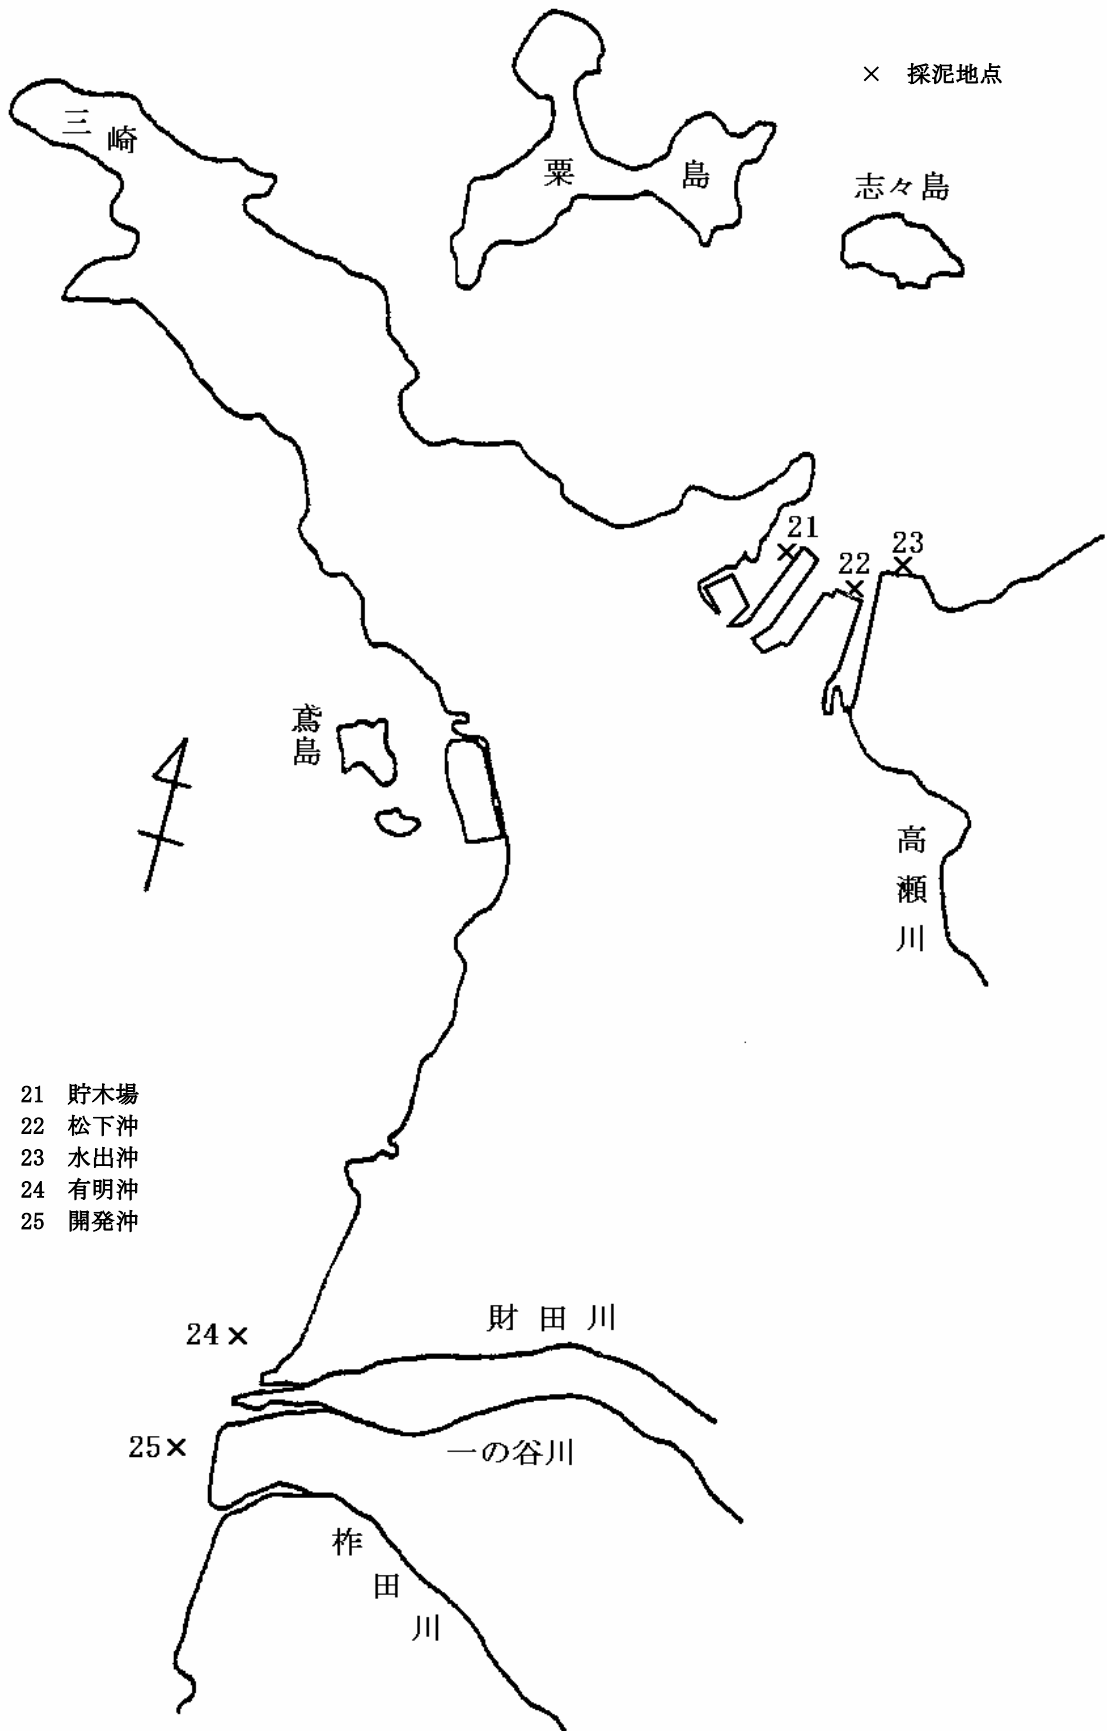 × 採泥地点
三崎
粟島
志々島
21
22
23
鳶島
高瀬川
21 貯木場
22 松下沖
23 水出沖
24 有明沖
25 開発沖
24×
財田川
25×
一の谷川
柞田川